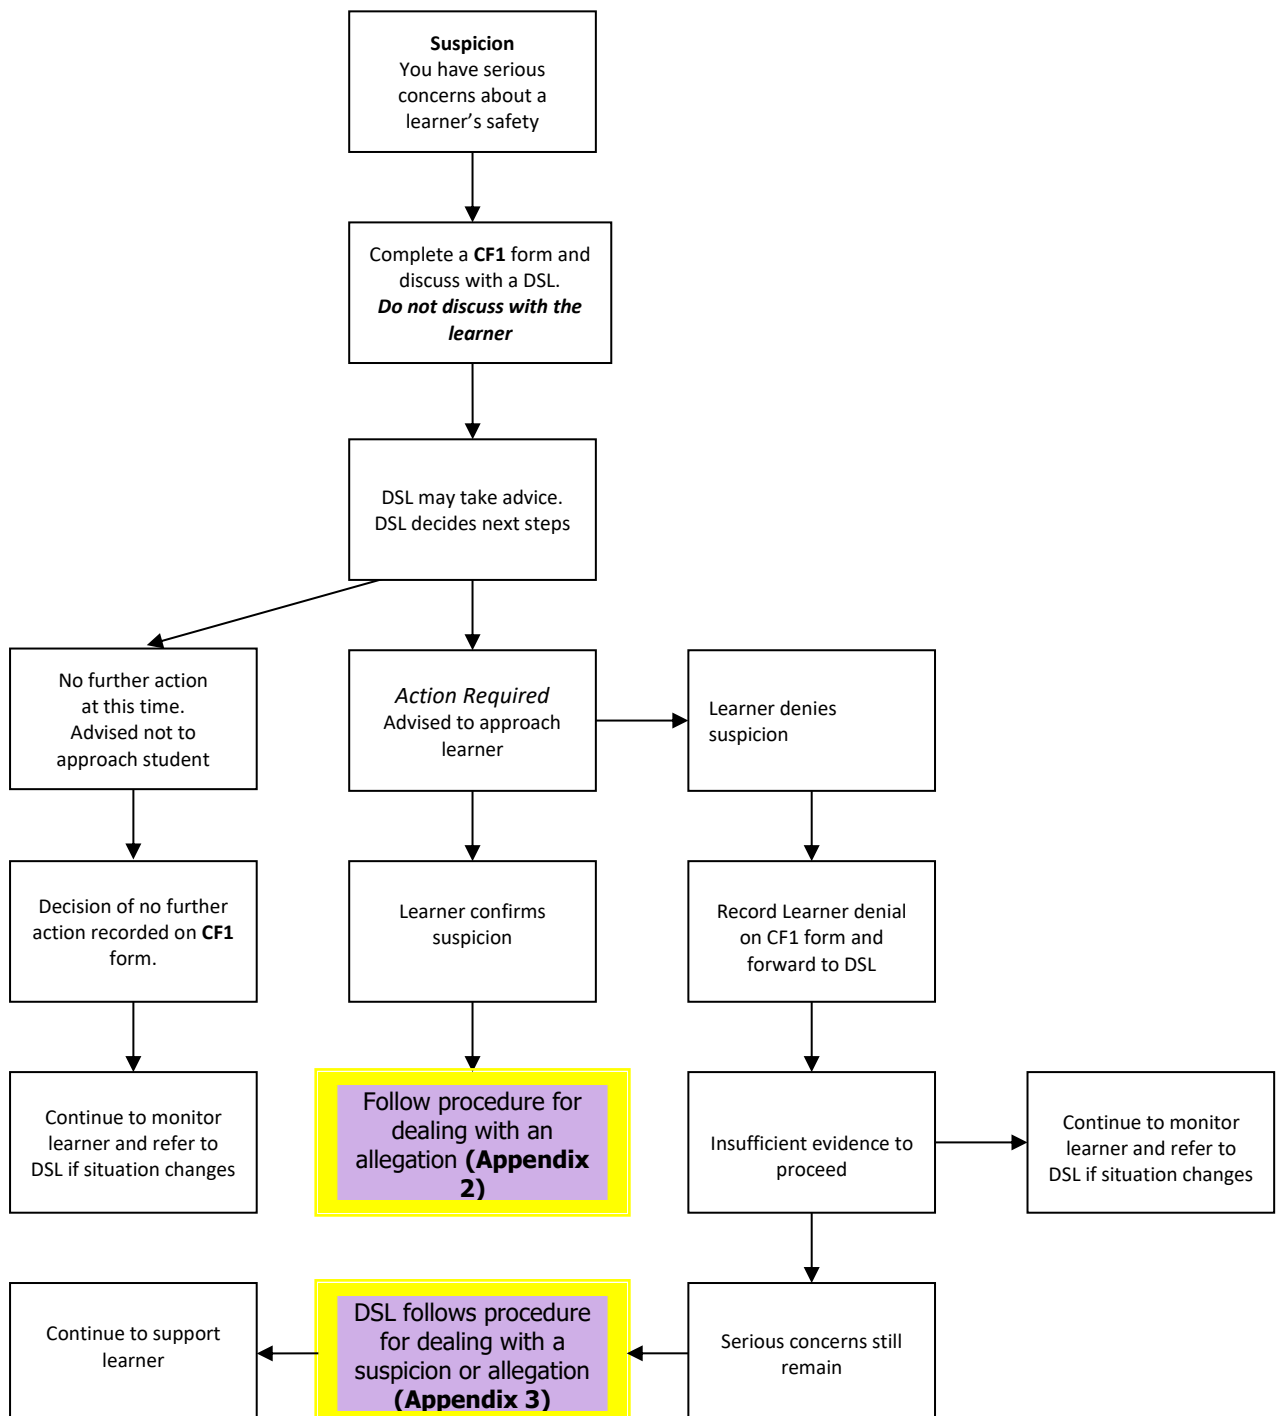 Suspicion
You have serious
concerns about a
learner’s safety
Complete a CF1 form and
discuss with a DSL.
Do not discuss with the
learner
DSL may take advice.
DSL decides next steps
No further action
at this time.
Advised not to
approach student
Action Required
Advised to approach
learner
Learner denies
suspicion
Decision of no further
action recorded on CF1
form.
Learner confirms
suspicion
Record Learner denial
on CF1 form and
forward to DSL
Continue to monitor
learner and refer to
DSL if situation changes
Follow procedure for
dealing with an
allegation (Appendix
2)
Insufficient evidence to
proceed
Continue to monitor
learner and refer to
DSL if situation changes
Continue to support
learner
DSL follows procedure
for dealing with a
suspicion or allegation
(Appendix 3)
Serious concerns still
remain